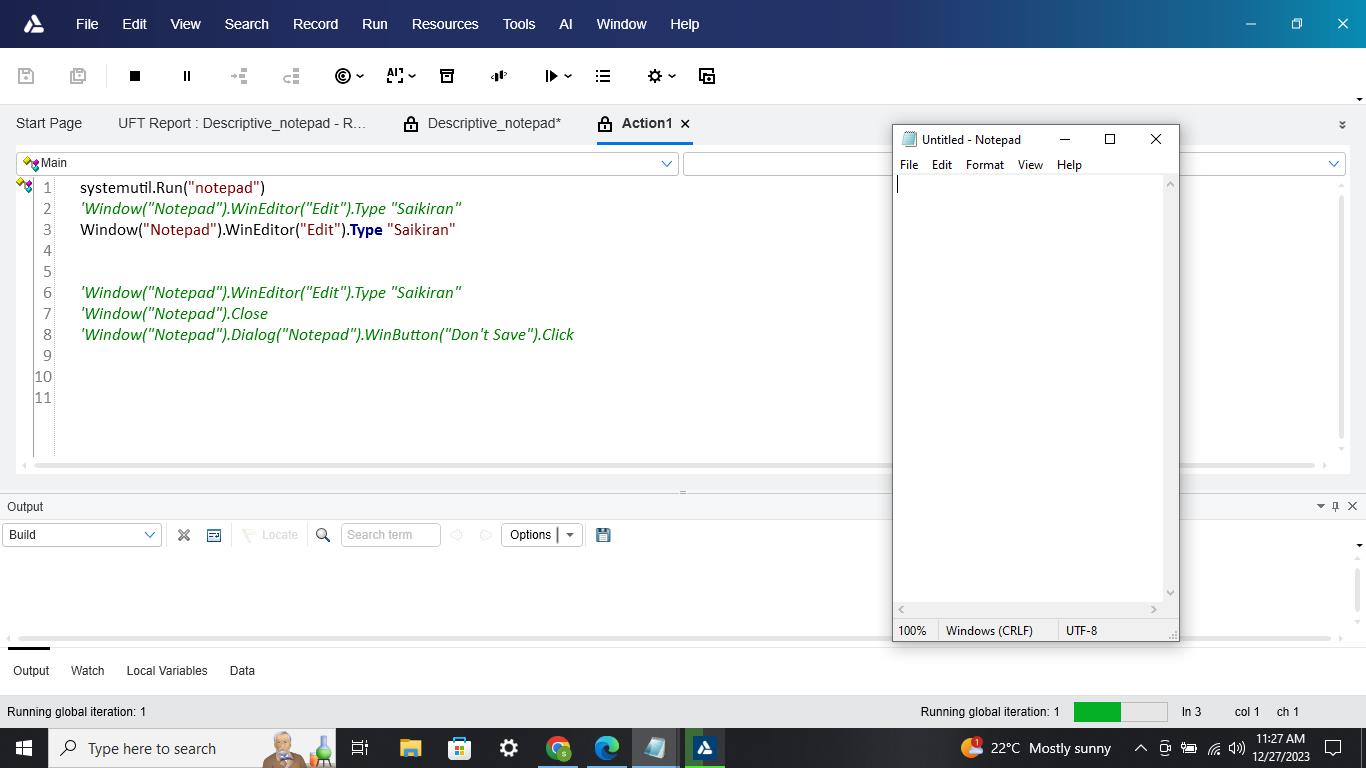 File Edit View Search Record Run Resources Tools AI Window Help
Start Page UFT Report : Descriptive_notepad - R... Descriptive_notepad* Action1
Main
1 systemutil.Run("notepad")
2 'Window("Notepad").WinEditor("Edit").Type "Saikiran"
3 Window("Notepad").WinEditor("Edit").Type "Saikiran"
4
5
6 'Window("Notepad").WinEditor("Edit").Type "Saikiran"
7 'Window("Notepad").Close
8 'Window("Notepad").Dialog("Notepad").WinButton("Don't Save").Click
9
10
11
Untitled - Notepad
File Edit Format View Help
100% Windows (CRLF) UTF-8
Output
Build Locate Search term Options
Output Watch Local Variables Data
Running global iteration: 1 Running global iteration: 1 ln 3 col 1 ch 1
Type here to search 1 22°C Mostly sunny 11:27 AM
12/27/2023